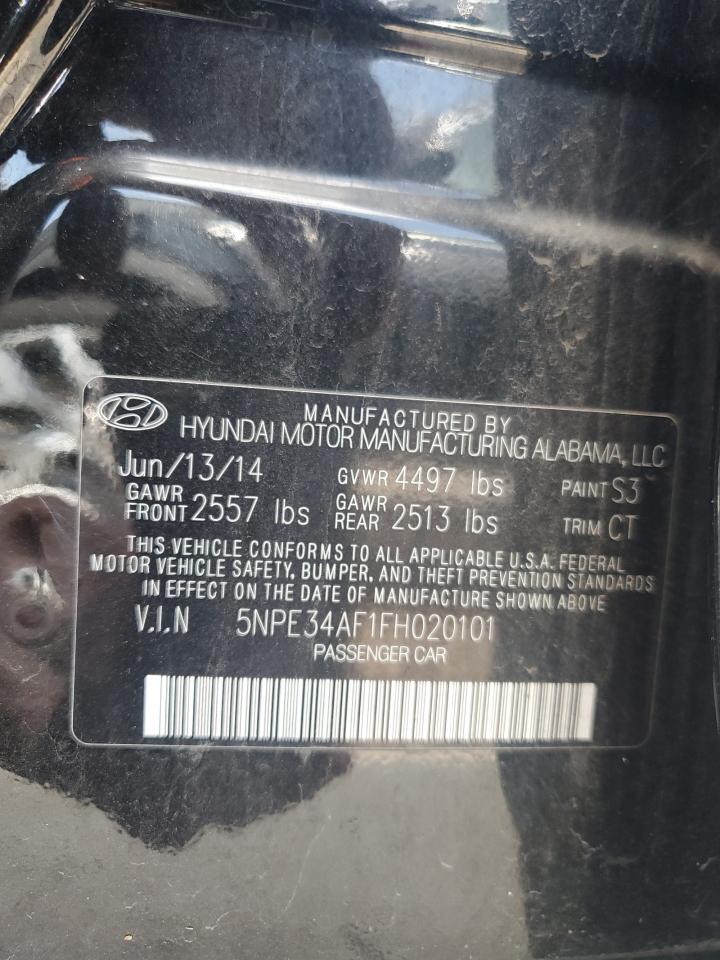 MANUFACTURED BY
HYUNDAI MOTOR MANUFACTURING ALABAMA, LLC
Jun/13/14 GVWR 4497 lbs PAINT S3
GAWR FRONT 2557 lbs GAWR REAR 2513 lbs TRIM CT
THIS VEHICLE CONFORMS TO ALL APPLICABLE U.S.A. FEDERAL
MOTOR VEHICLE SAFETY, BUMPER, AND THEFT PREVENTION STANDARDS
IN EFFECT ON THE DATE OF MANUFACTURE SHOWN ABOVE
V.I.N 5NPE34AF1FH020101
PASSENGER CAR